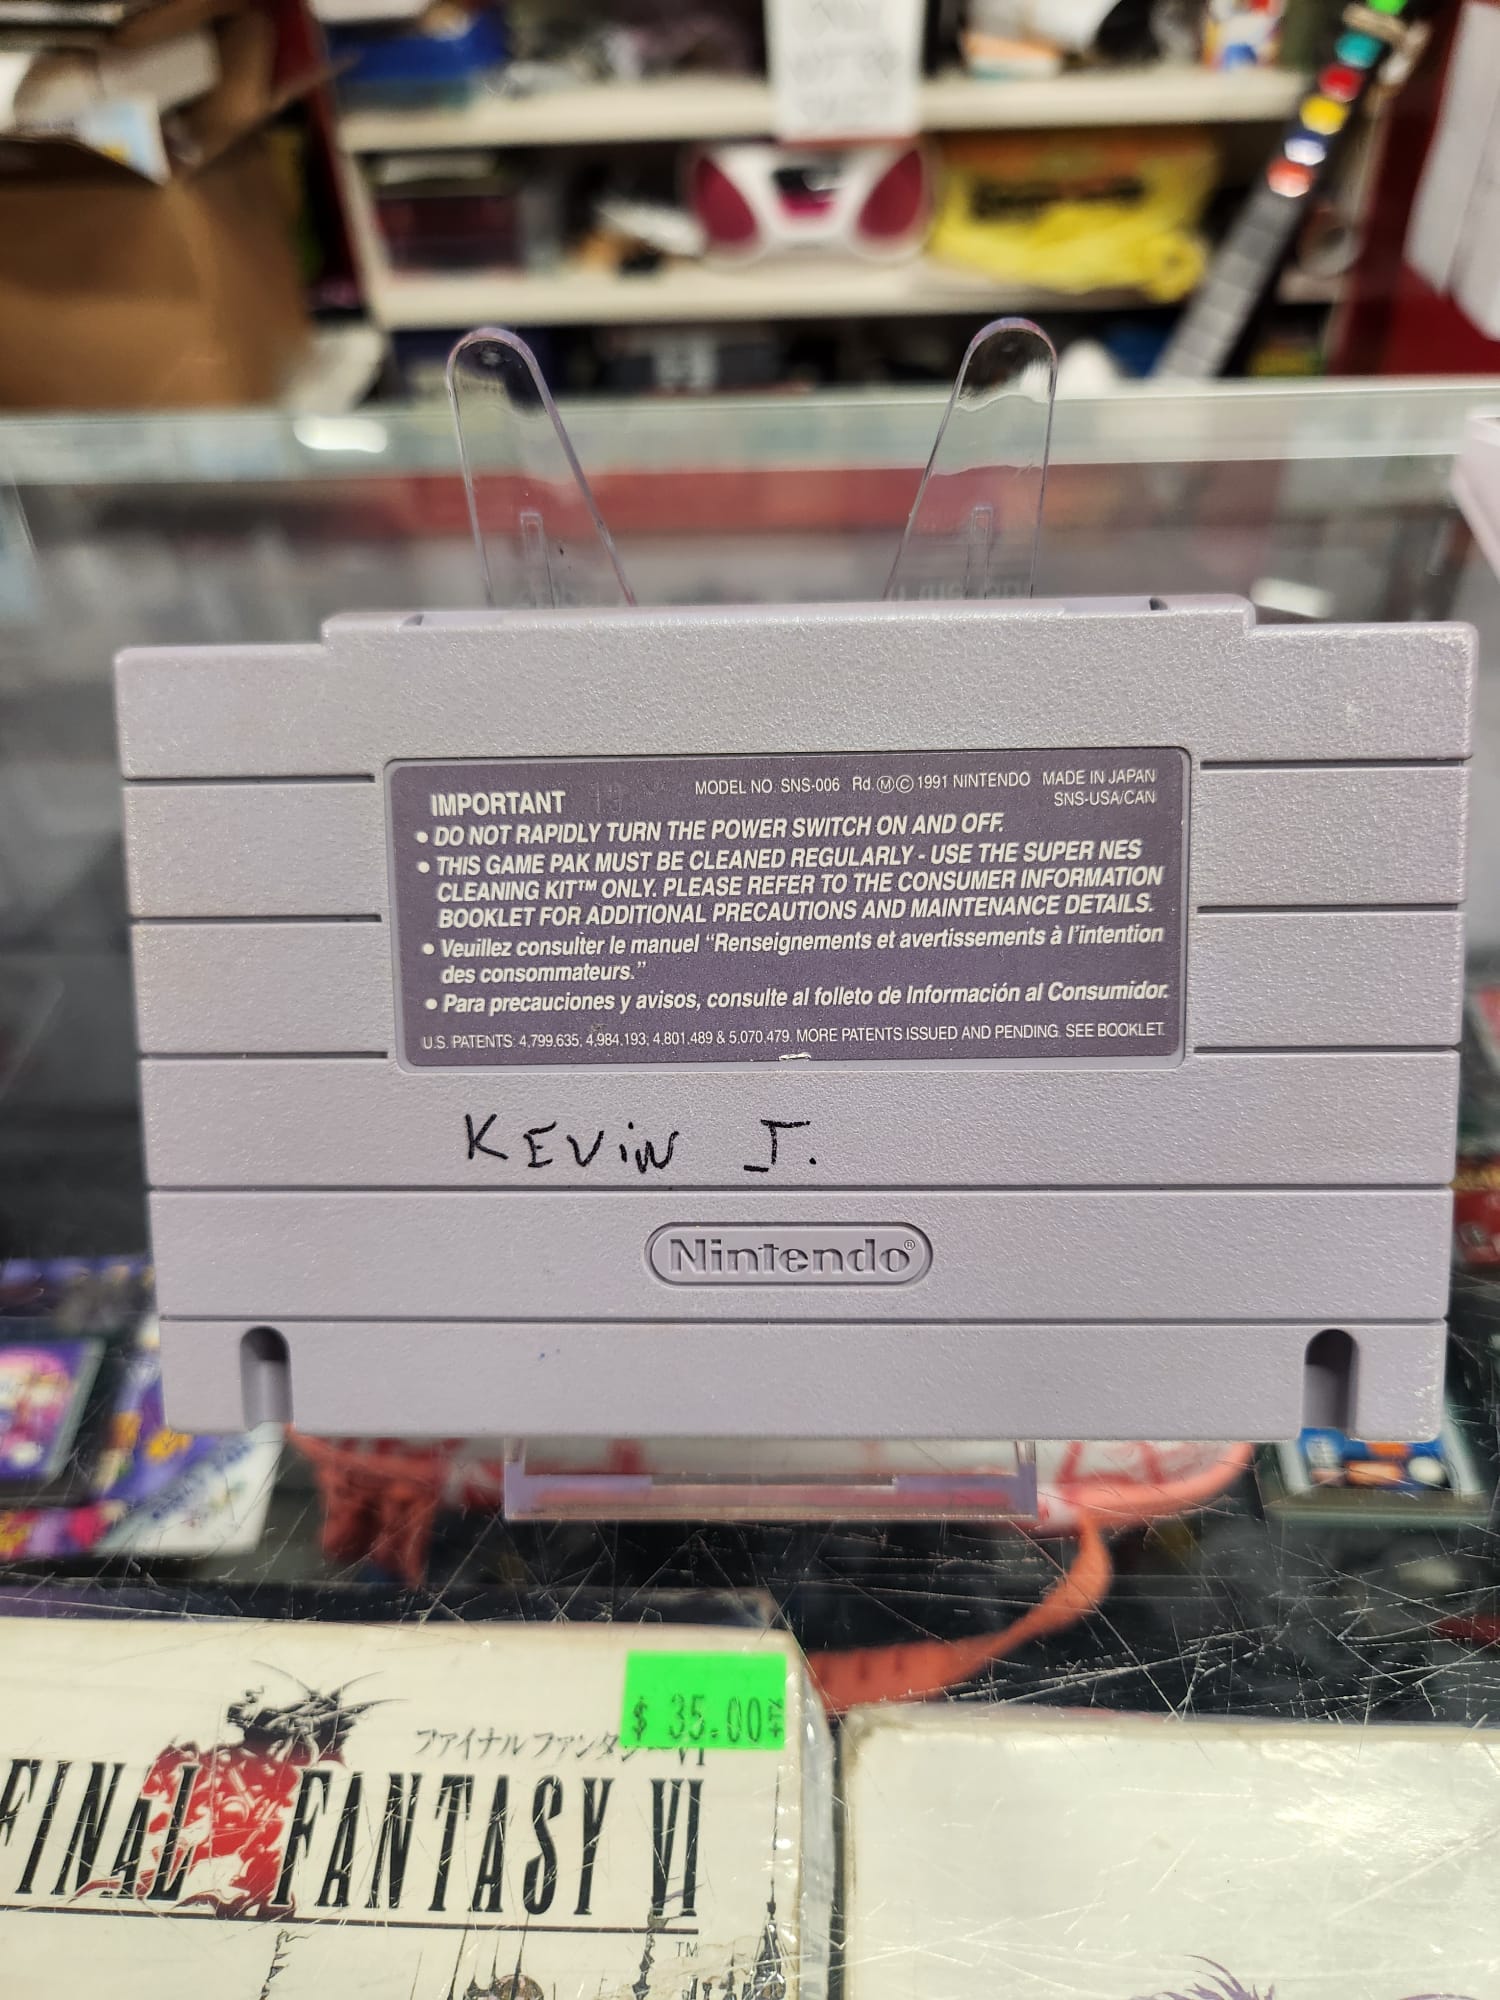 IMPORTANT
MODEL NO. SNS-006 Rd.ⓂⒸ1991 NINTENDO MADE IN JAPAN
SNS-USA/CAN
• DO NOT RAPIDLY TURN THE POWER SWITCH ON AND OFF.
• THIS GAME PAK MUST BE CLEANED REGULARLY - USE THE SUPER NES
CLEANING KIT™ ONLY. PLEASE REFER TO THE CONSUMER INFORMATION
BOOKLET FOR ADDITIONAL PRECAUTIONS AND MAINTENANCE DETAILS.
• Veuillez consulter le manuel “Renseignements et avertissements à l’intention
des consommateurs.”
• Para precauciones y avisos, consulte al folleto de Información al Consumidor.
U.S. PATENTS: 4,799,635; 4,984,193; 4,801,489 & 5,070,479. MORE PATENTS ISSUED AND PENDING. SEE BOOKLET.
KEViN J.
Nintendo®
$ 35.00 +TX
ファイナルファンタジー VI
FINAL FANTASY VI
TM